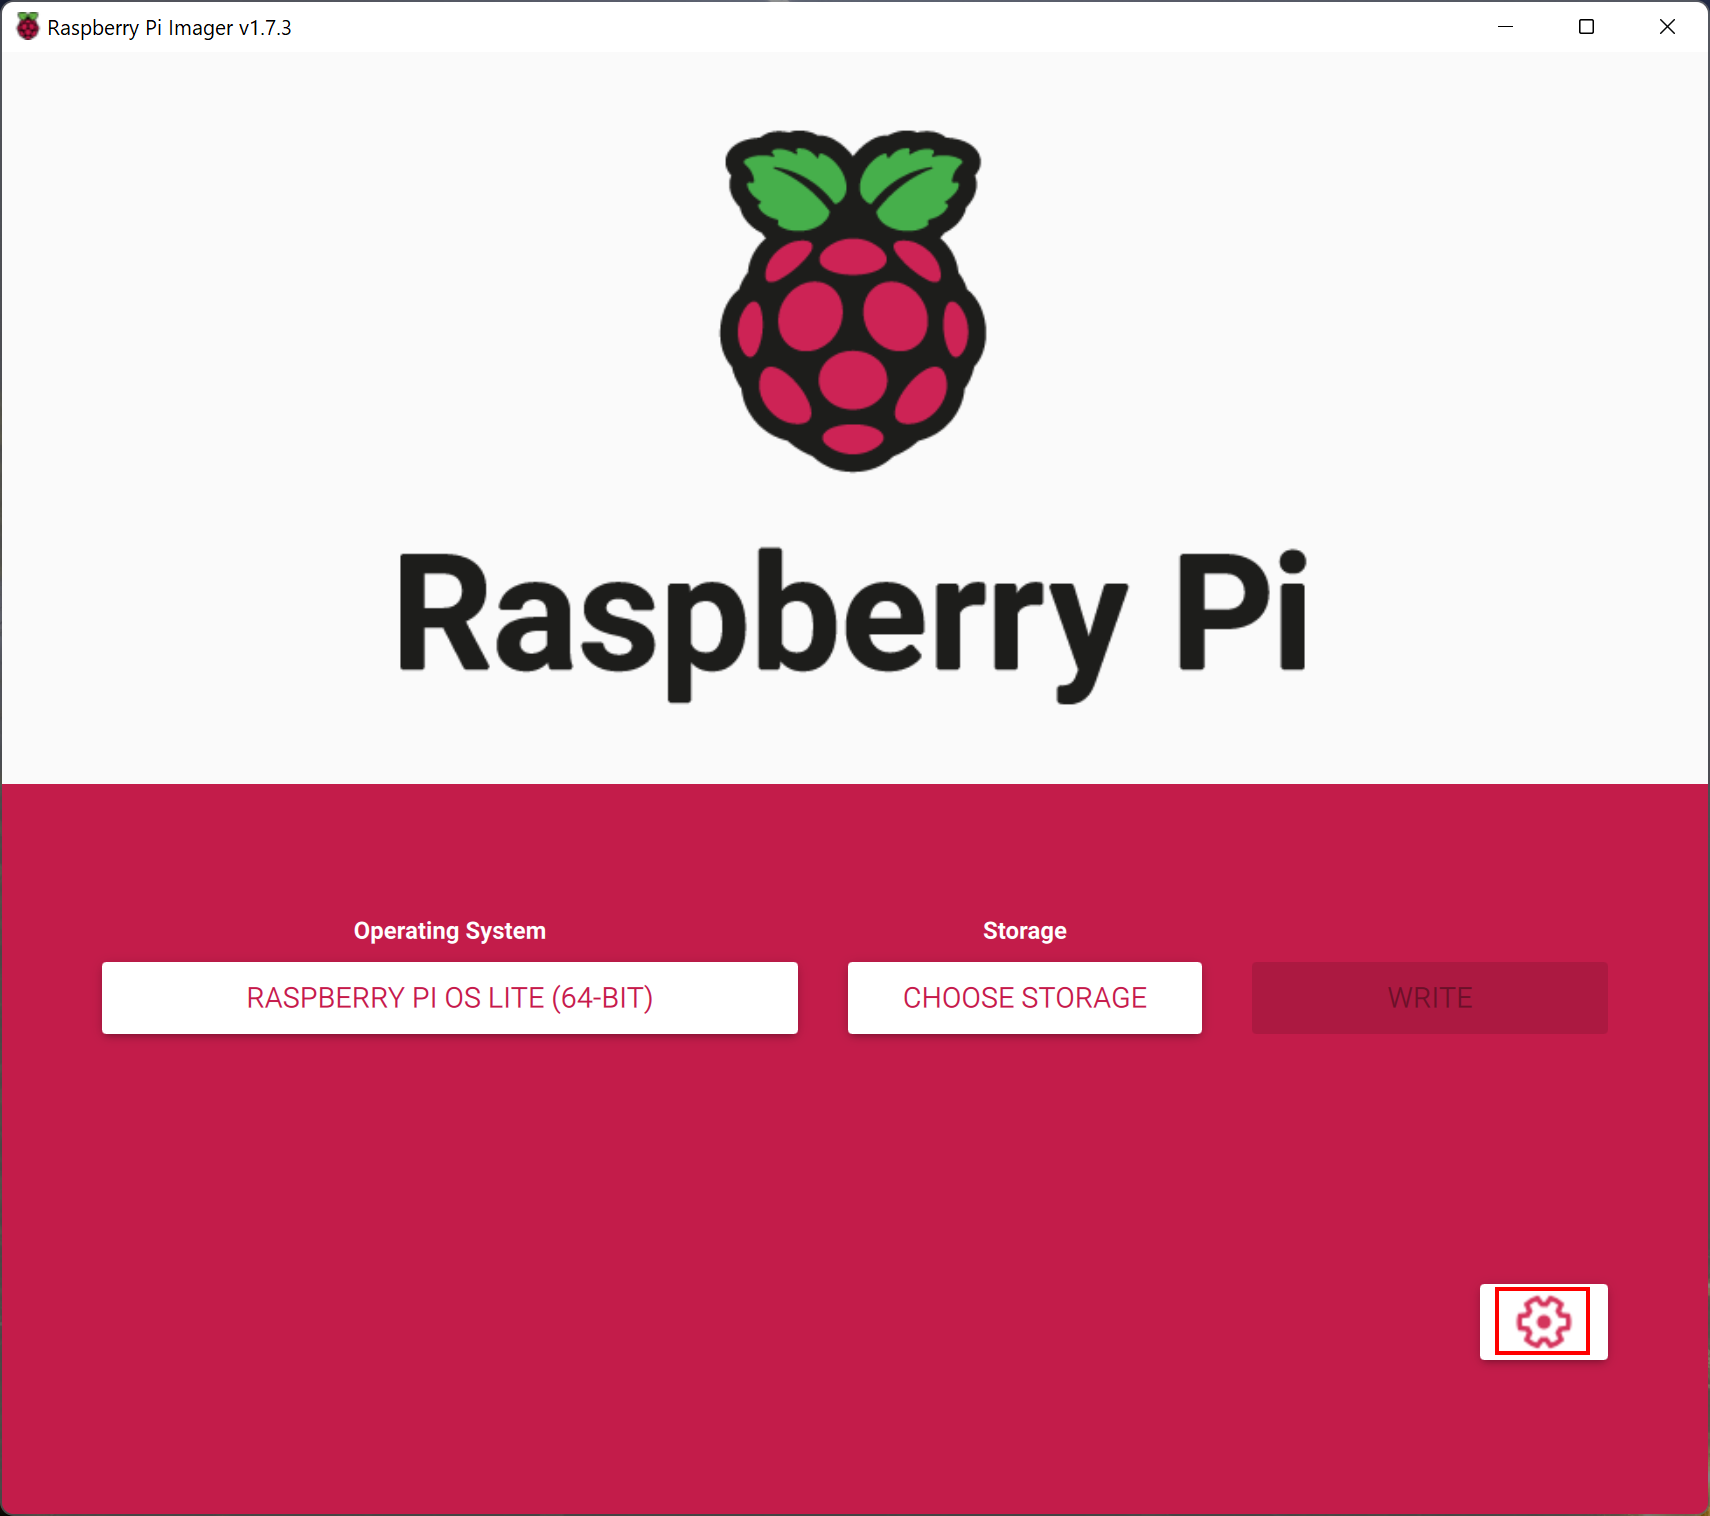 Raspberry Pi Imager v1.7.3
Raspberry Pi
Operating System
Storage
RASPBERRY PI OS LITE (64-BIT)
CHOOSE STORAGE
WRITE